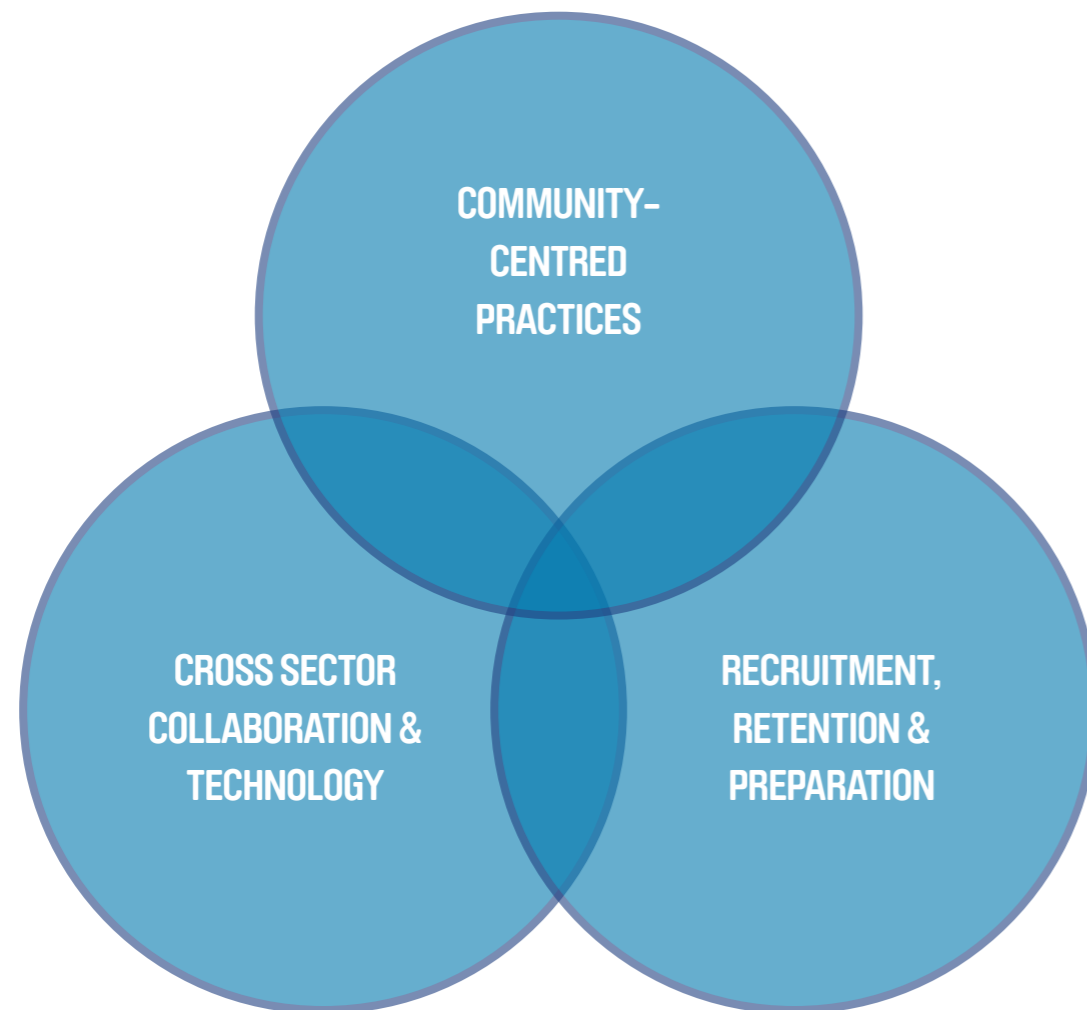 COMMUNITY-
CENTRED
PRACTICES
CROSS SECTOR
COLLABORATION &
TECHNOLOGY
RECRUITMENT,
RETENTION &
PREPARATION